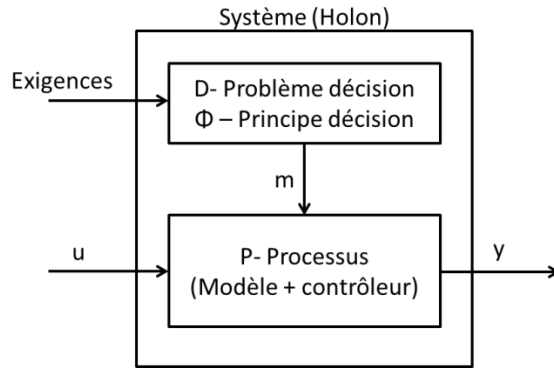 Système (Holon)
Exigences
D- Problème décision
Φ – Principe décision
m
u
P- Processus
(Modèle + contrôleur)
y